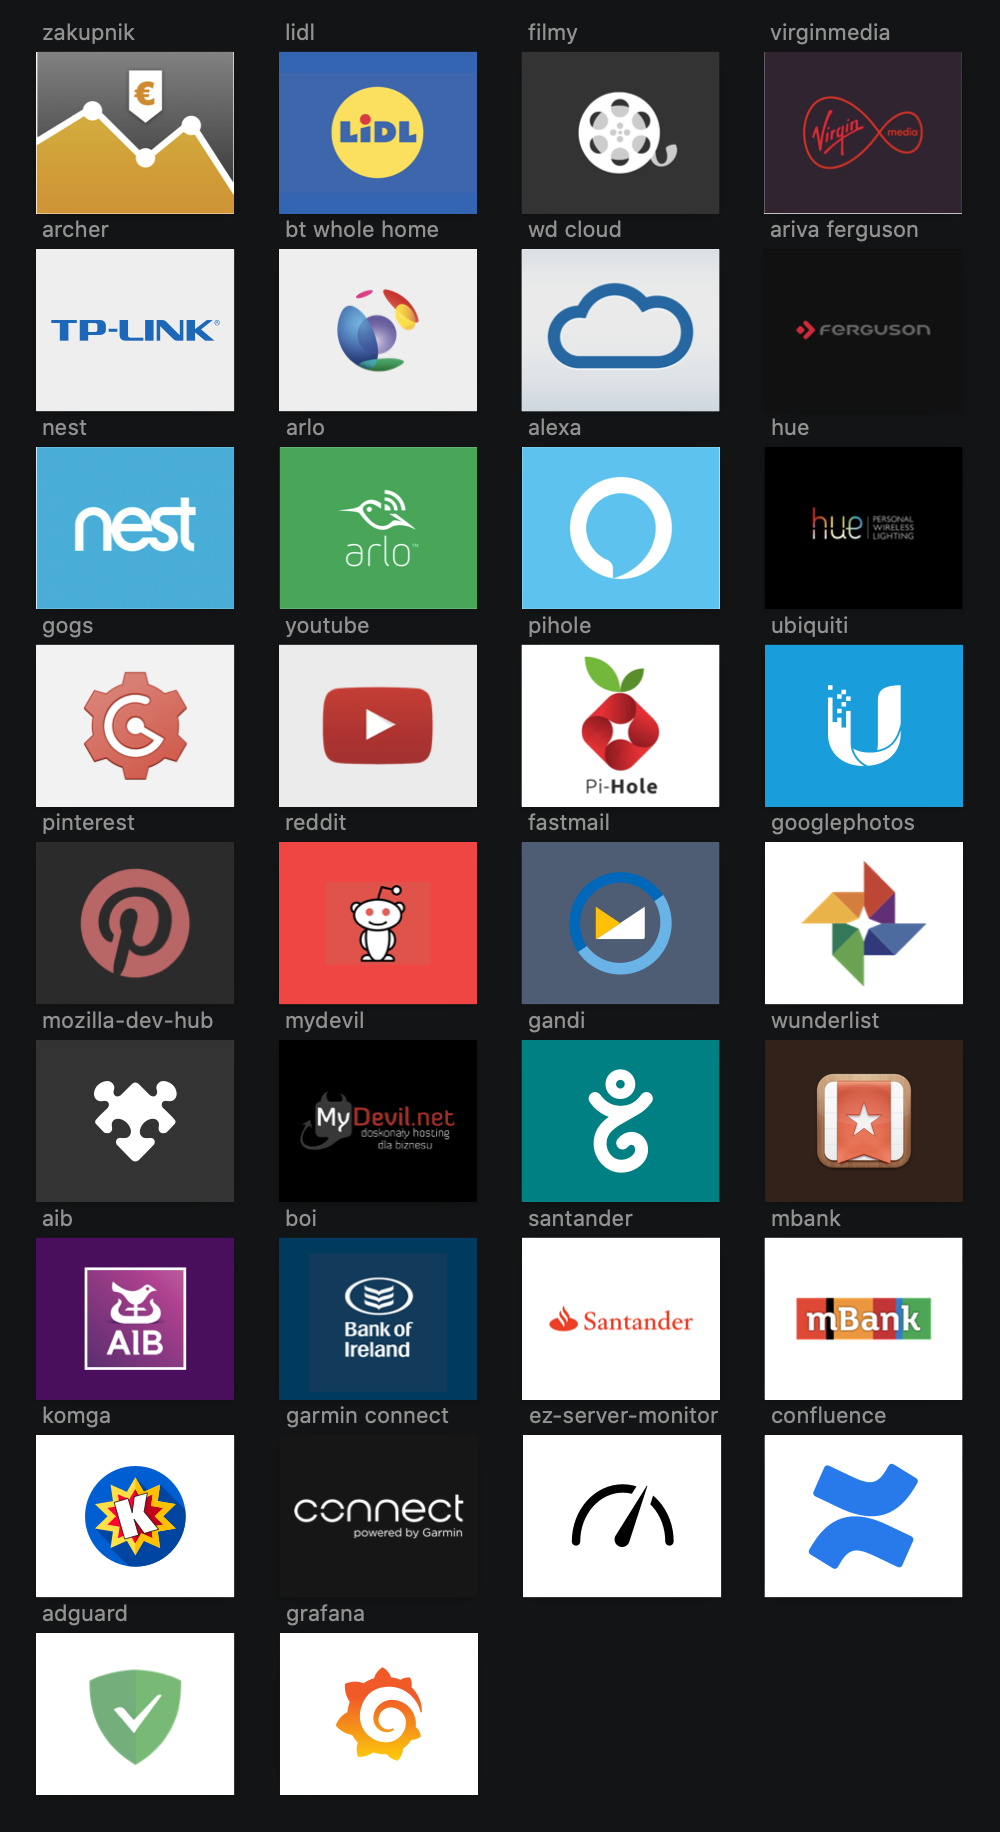 zakupnik
lidl
filmy
virginmedia
€
LiDL
Virgin media
archer
bt whole home
wd cloud
ariva ferguson
TP-LINK®
FERGUSON
nest
arlo
alexa
hue
nest
arlo™
hue PERSONAL
WIRELESS
LIGHTING
gogs
youtube
pihole
ubiquiti
Pi-Hole
pinterest
reddit
fastmail
googlephotos
mozilla-dev-hub
mydevil
gandi
wunderlist
MyDevil.net
doskonały hosting
dla biznesu
aib
boi
santander
mbank
AIB
Bank of
Ireland
Santander
mBank
komga
garmin connect
ez-server-monitor
confluence
K
connect
powered by Garmin
adguard
grafana